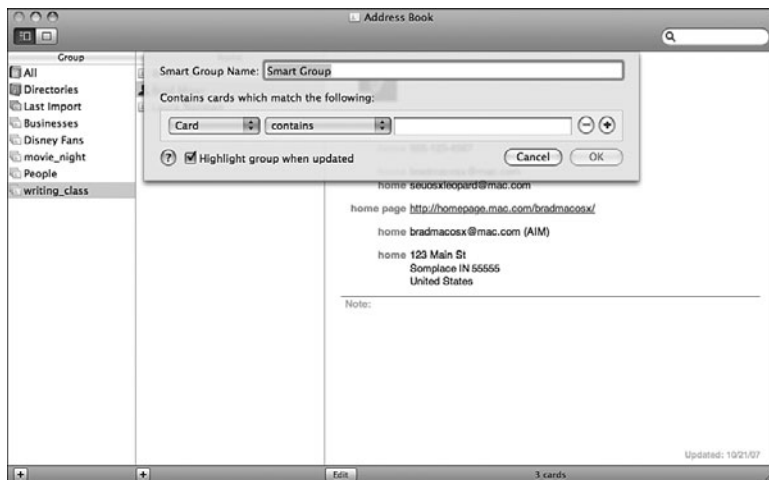 Address Book
Group
All
Directories
Last Import
Businesses
Disney Fans
movie_night
People
writing_class
Smart Group Name: Smart Group
Contains cards which match the following:
Card contains
? Highlight group when updated Cancel OK
home seuosxleopard@mac.com
home page http://homepage.mac.com/bradmacosx/
home bradmacosx@mac.com (AIM)
home 123 Main St
Somplace IN 55555
United States
Note:
Updated: 10/21/07
Edit 3 cards